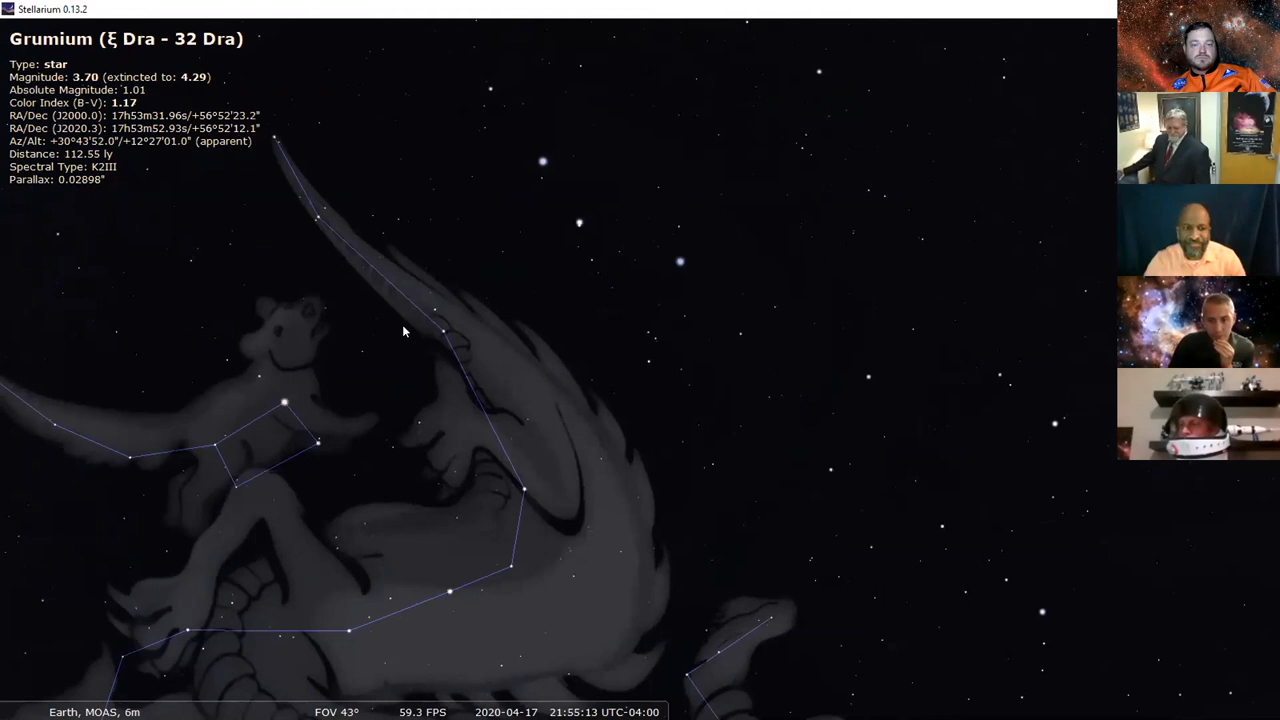 Stellarium 0.13.2
Grumium (ξ Dra - 32 Dra)
Type: star
Magnitude: 3.70 (extincted to: 4.29)
Absolute Magnitude: 1.01
Color Index (B-V): 1.17
RA/Dec (J2000.0): 17h53m31.96s/+56°52'23.2"
RA/Dec (J2020.3): 17h53m52.93s/+56°52'12.1"
Az/Alt: +30°43'52.0"/+12°27'01.0" (apparent)
Distance: 112.55 ly
Spectral Type: K2III
Parallax: 0.02898"
Earth, MOAS, 6m FOV 43° 59.3 FPS 2020-04-17 21:55:13 UTC-04:00